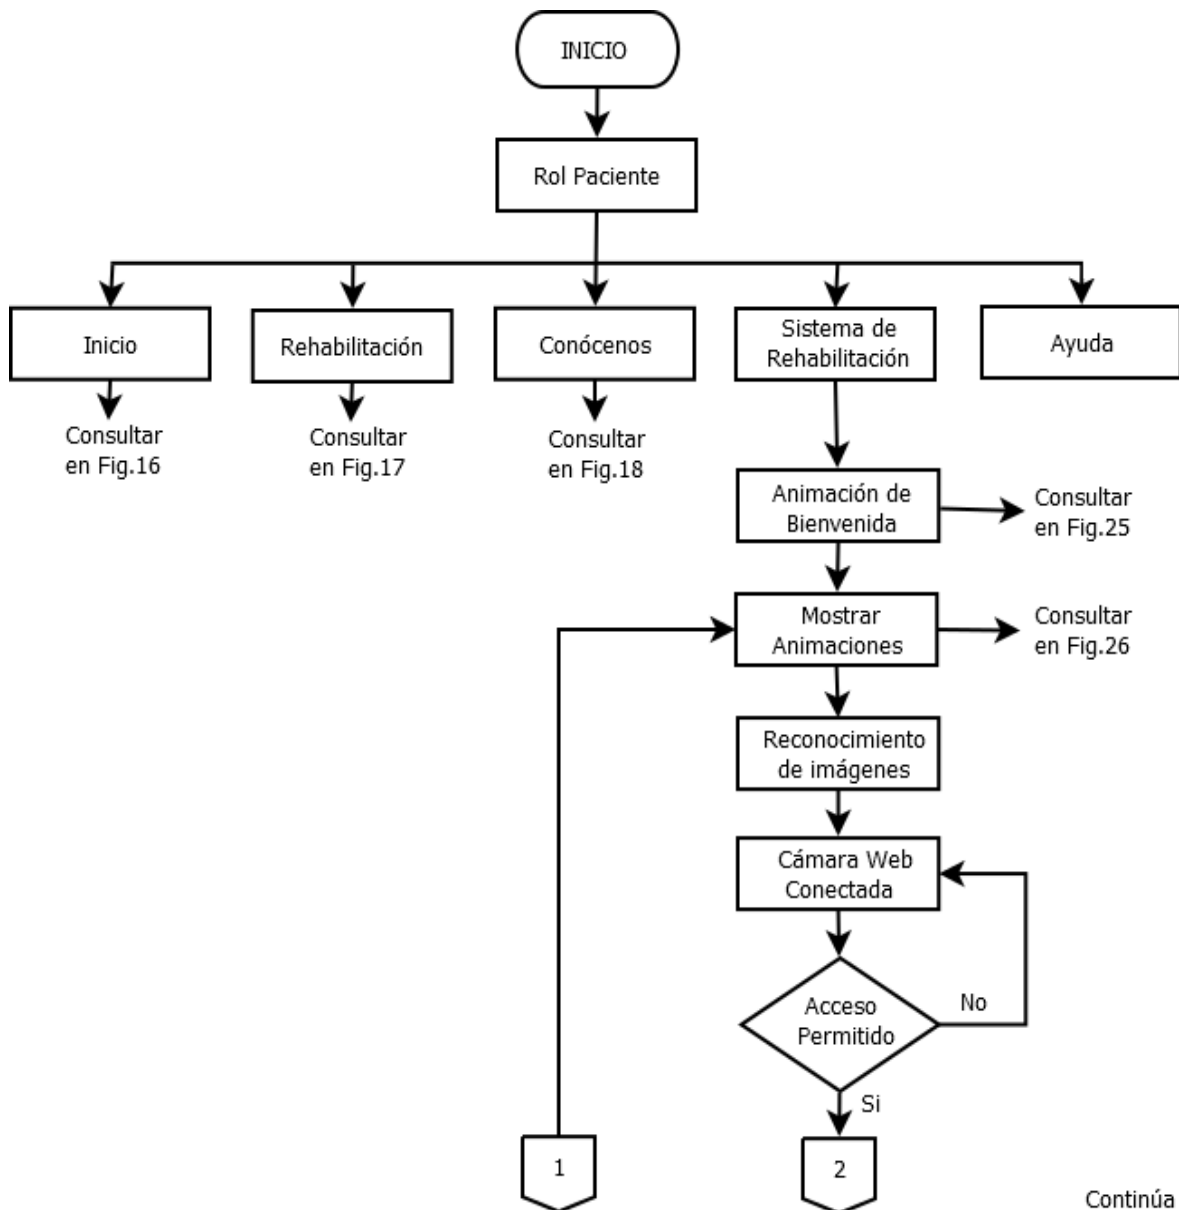 INICIO
Rol Paciente
Inicio
Rehabilitación
Conócenos
Sistema de
Rehabilitación
Ayuda
Consultar
en Fig.16
Consultar
en Fig.17
Consultar
en Fig.18
Animación de
Bienvenida
Consultar
en Fig.25
Mostrar
Animaciones
Consultar
en Fig.26
Reconocimiento
de imágenes
Cámara Web
Conectada
Acceso
Permitido
No
Si
1
2
Continúa